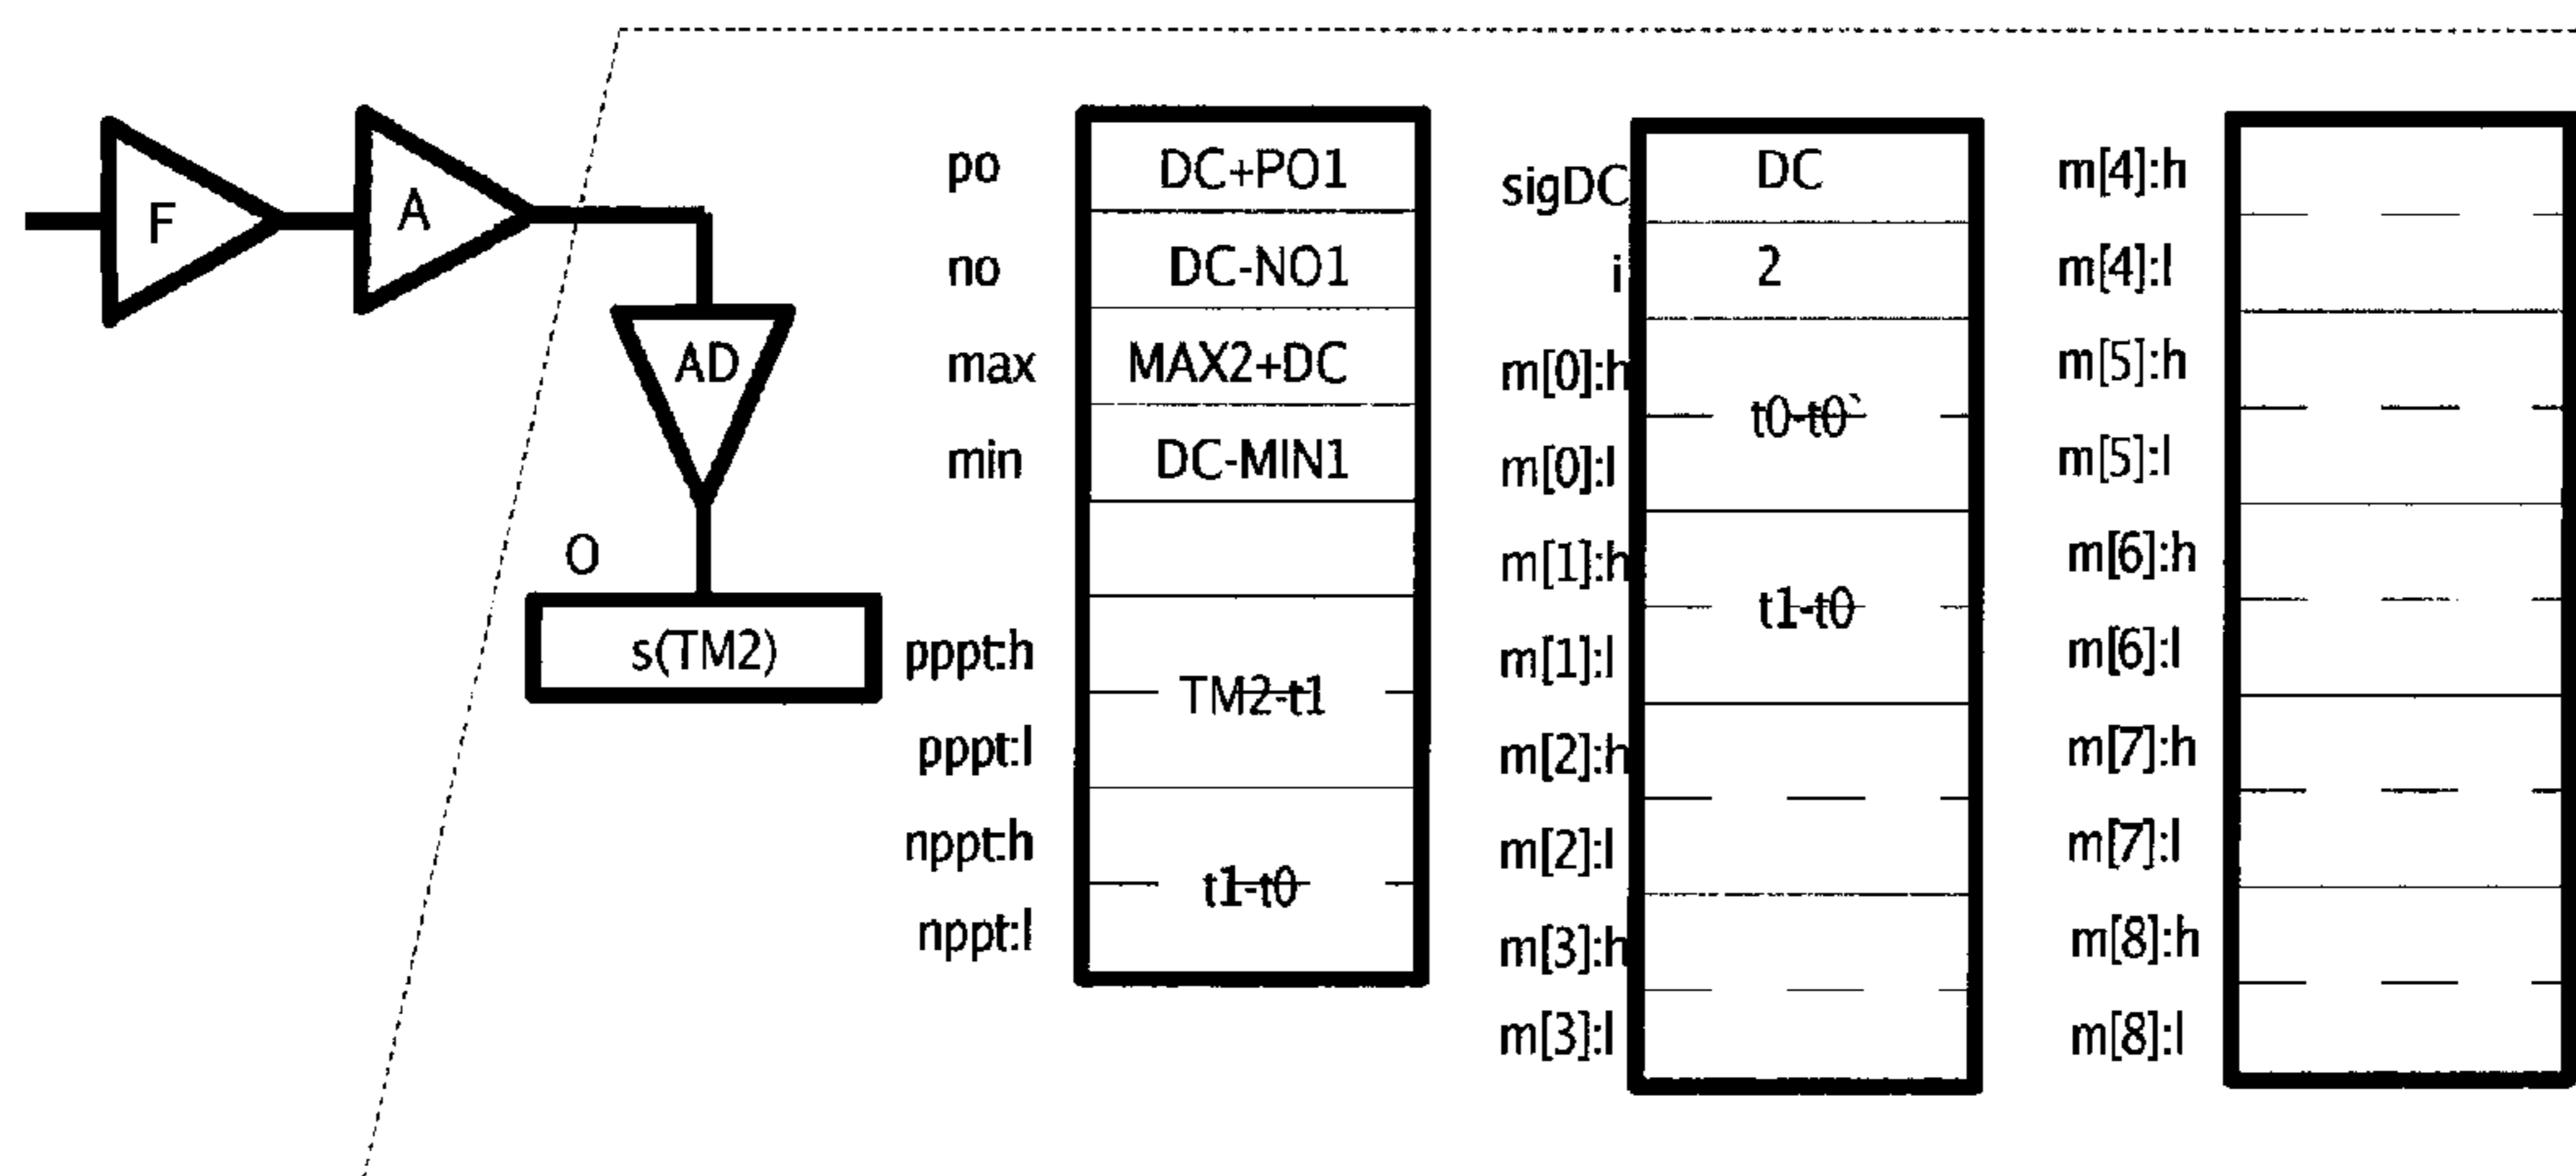 F
A
AD
O
s(TM2)
po DC+PO1
no DC-NO1
max MAX2+DC
min DC-MIN1
pppt:h
TM2-t1
pppt:l
nppt:h
t1-t0
nppt:l
sigDC DC
i 2
m[0]:h
t0-t0`
m[0]:l
m[1]:h
t1-t0
m[1]:l
m[2]:h
m[2]:l
m[3]:h
m[3]:l
m[4]:h
m[4]:l
m[5]:h
m[5]:l
m[6]:h
m[6]:l
m[7]:h
m[7]:l
m[8]:h
m[8]:l